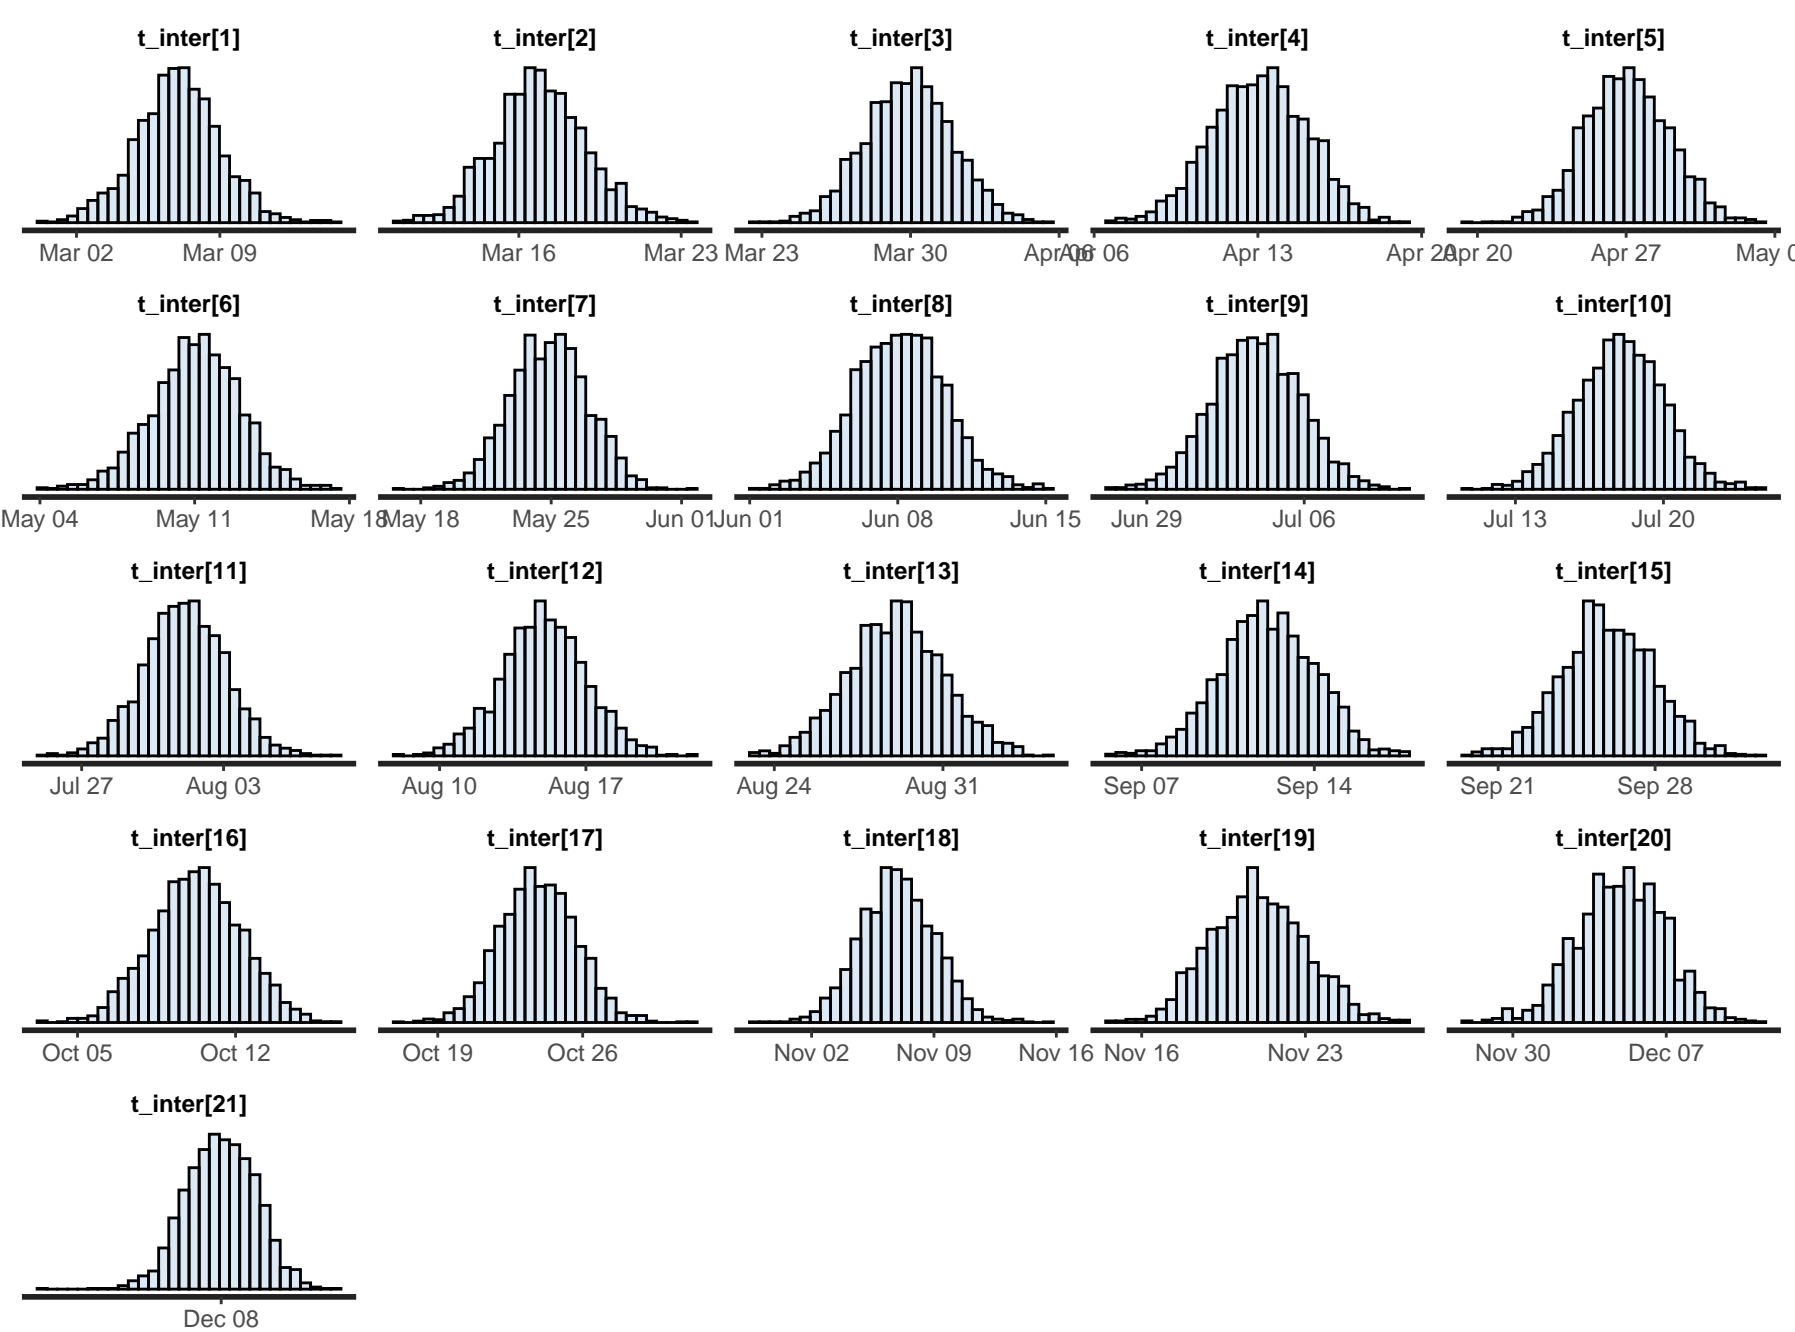 t_inter[1] t_inter[2] t_inter[3] t_inter[4] t_inter[5]
Mar 02 Mar 09 Mar 16 Mar 23 Mar 23 Mar 30 Apr 06 Apr 06 Apr 13 Apr 20 Apr 20 Apr 27 May 0
t_inter[6] t_inter[7] t_inter[8] t_inter[9] t_inter[10]
May 04 May 11 May 18 May 18 May 25 Jun 01 Jun 01 Jun 08 Jun 15 Jun 29 Jul 06 Jul 13 Jul 20
t_inter[11] t_inter[12] t_inter[13] t_inter[14] t_inter[15]
Jul 27 Aug 03 Aug 10 Aug 17 Aug 24 Aug 31 Sep 07 Sep 14 Sep 21 Sep 28
t_inter[16] t_inter[17] t_inter[18] t_inter[19] t_inter[20]
Oct 05 Oct 12 Oct 19 Oct 26 Nov 02 Nov 09 Nov 16 Nov 16 Nov 23 Nov 30 Dec 07
t_inter[21]
Dec 08